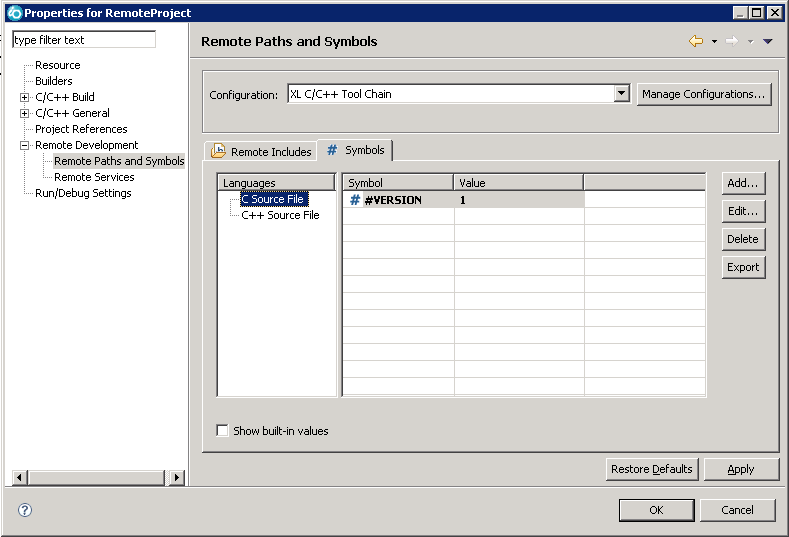 Properties for RemoteProject
type filter text
Resource
Builders
C/C++ Build
C/C++ General
Project References
Remote Development
Remote Paths and Symbols
Remote Services
Run/Debug Settings
Remote Paths and Symbols
Configuration: XL C/C++ Tool Chain Manage Configurations...
Remote Includes # Symbols
Languages
C Source File
C++ Source File
Symbol Value
# #VERSION 1
Add...
Edit...
Delete
Export
Show built-in values
Restore Defaults Apply
? OK Cancel